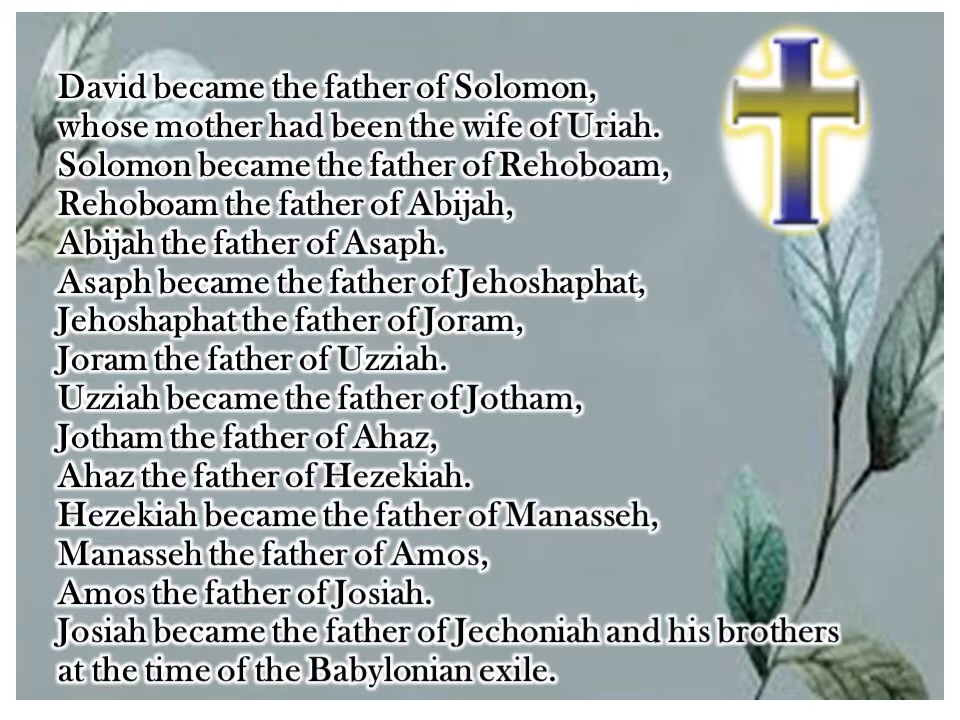 David became the father of Solomon,
whose mother had been the wife of Uriah.
Solomon became the father of Rehoboam,
Rehoboam the father of Abijah,
Abijah the father of Asaph.
Asaph became the father of Jehoshaphat,
Jehoshaphat the father of Joram,
Joram the father of Uzziah.
Uzziah became the father of Jotham,
Jotham the father of Ahaz,
Ahaz the father of Hezekiah.
Hezekiah became the father of Manasseh,
Manasseh the father of Amos,
Amos the father of Josiah.
Josiah became the father of Jechoniah and his brothers
at the time of the Babylonian exile.